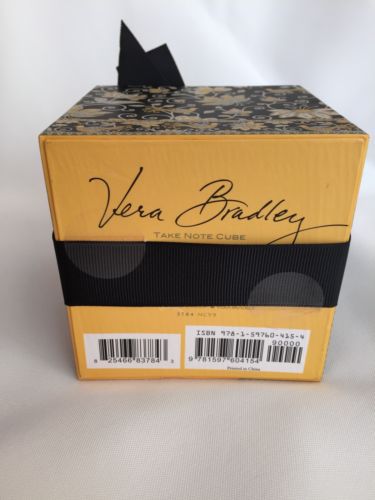 Vera Bradley
TAKE NOTE CUBE
ISBN 978-1-59760-415-4
90000
8 25466 83784 3
9 781597 604154
Printed in China